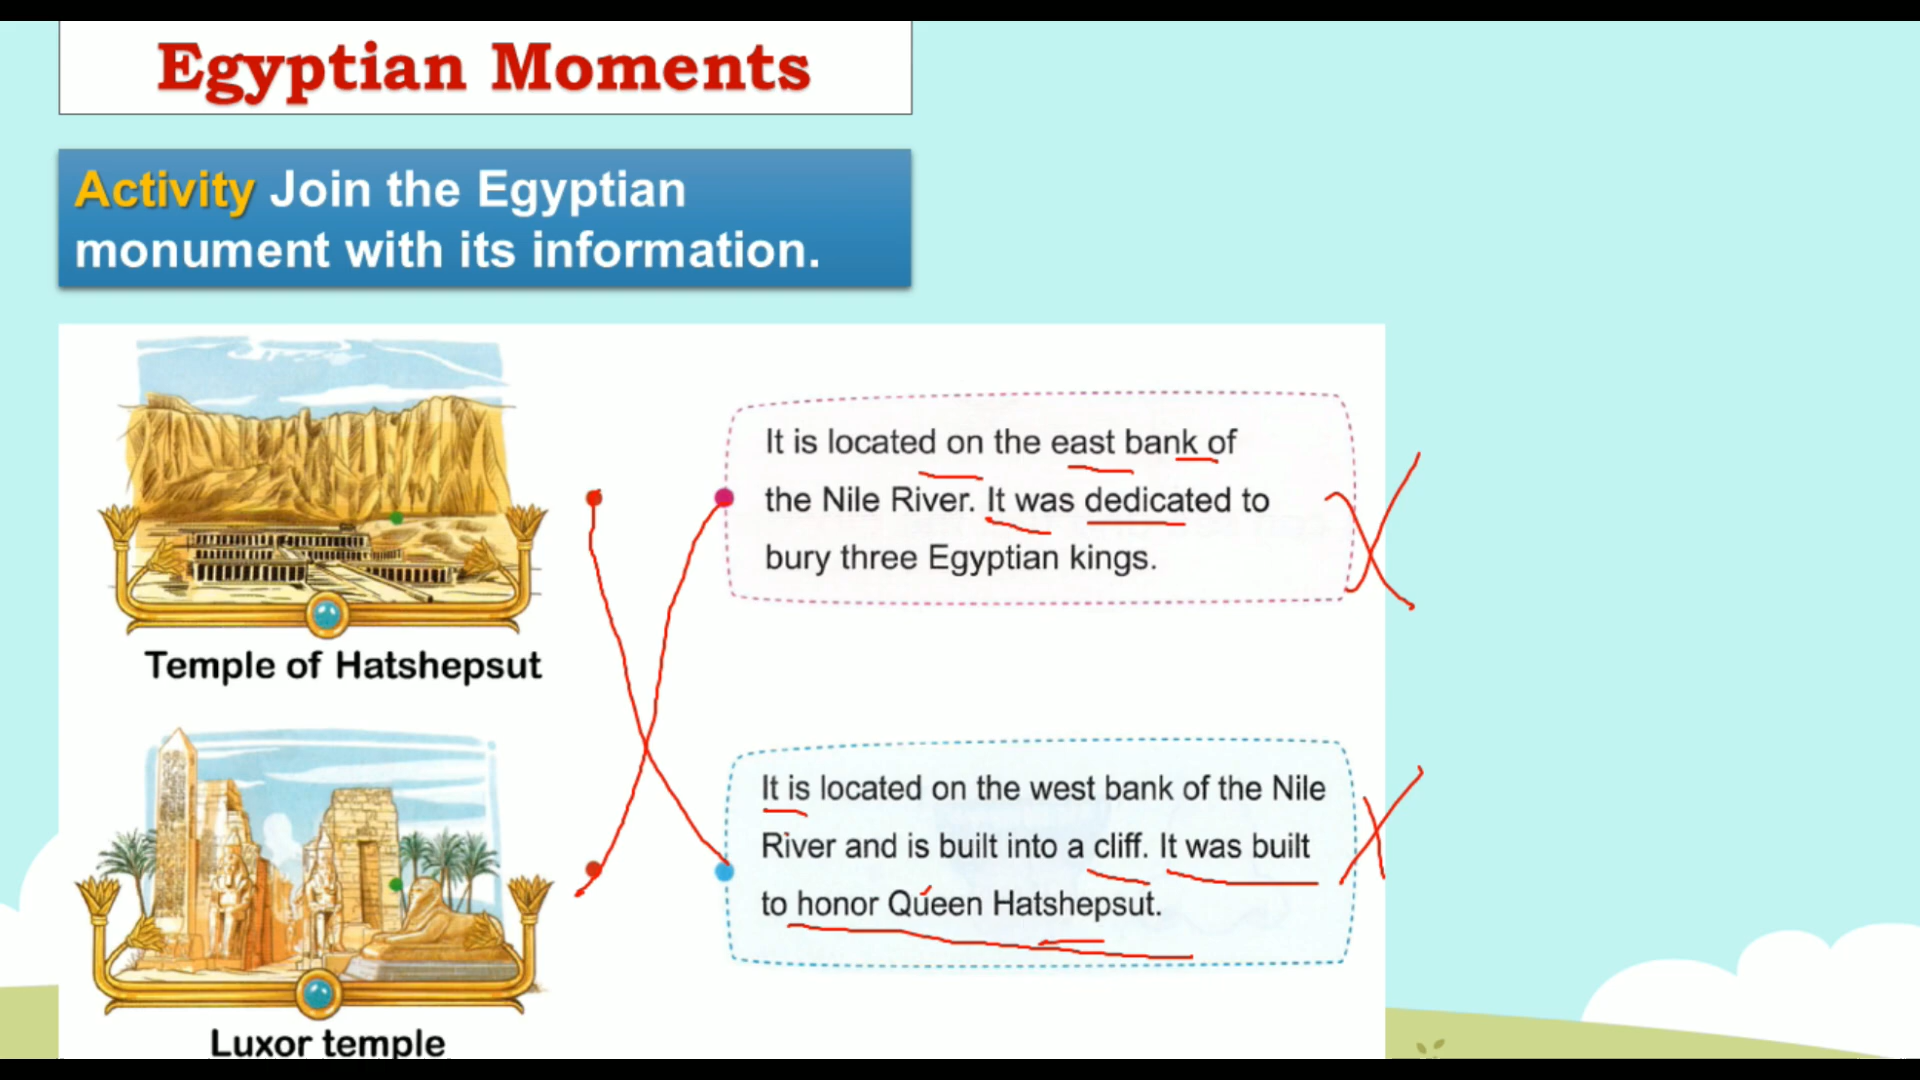 Egyptian Moments
Activity Join the Egyptian
monument with its information.
It is located on the east bank of
the Nile River. It was dedicated to
bury three Egyptian kings.
Temple of Hatshepsut
It is located on the west bank of the Nile
River and is built into a cliff. It was built
to honor Queen Hatshepsut.
Luxor temple